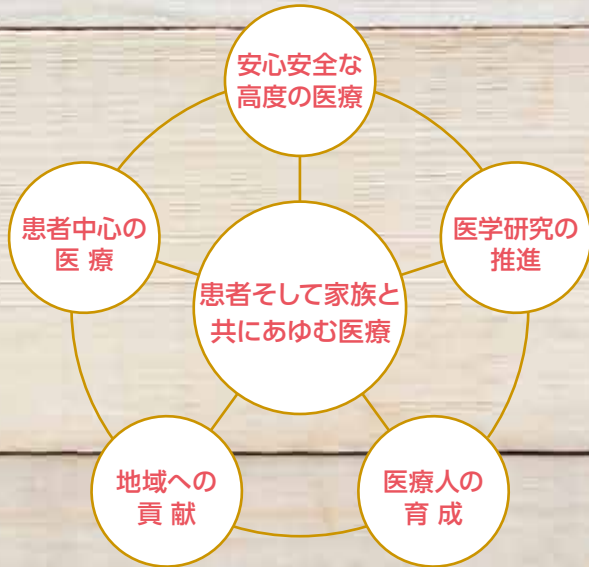 安心安全な
高度の医療
患者中心の
医 療
医学研究の
推進
患者そして家族と
共にあゆむ医療
地域への
貢 献
医療人の
育 成